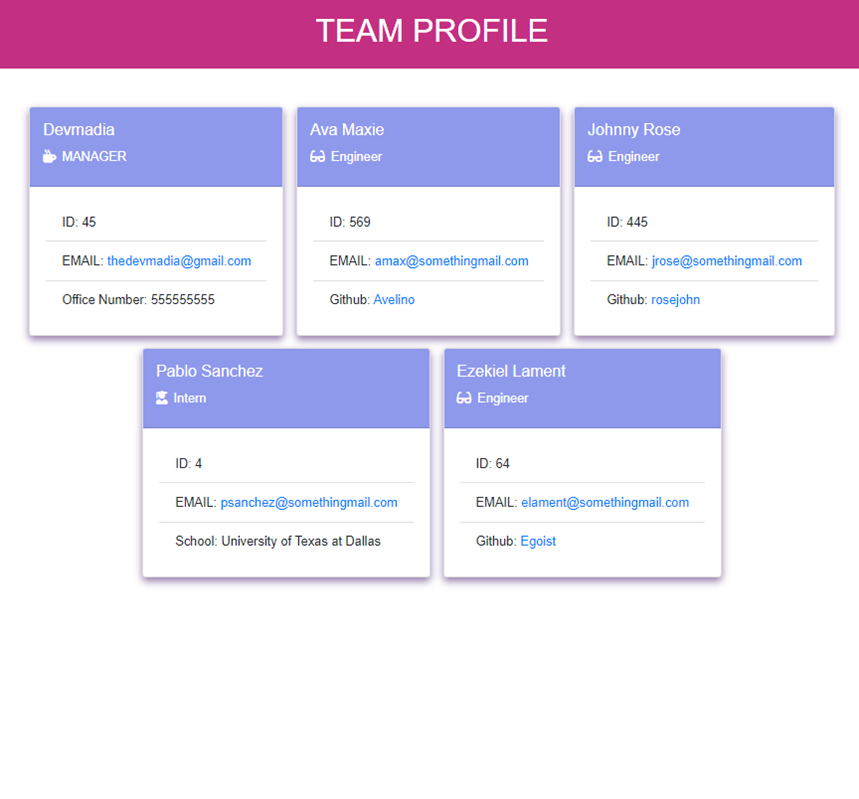 TEAM PROFILE
Devmadia
MANAGER
ID: 45
EMAIL: thedevmadia@gmail.com
Office Number: 555555555
Ava Maxie
Engineer
ID: 569
EMAIL: amax@somethingmail.com
Github: Avelino
Johnny Rose
Engineer
ID: 445
EMAIL: jrose@somethingmail.com
Github: rosejohn
Pablo Sanchez
Intern
ID: 4
EMAIL: psanchez@somethingmail.com
School: University of Texas at Dallas
Ezekiel Lament
Engineer
ID: 64
EMAIL: elament@somethingmail.com
Github: Egoist